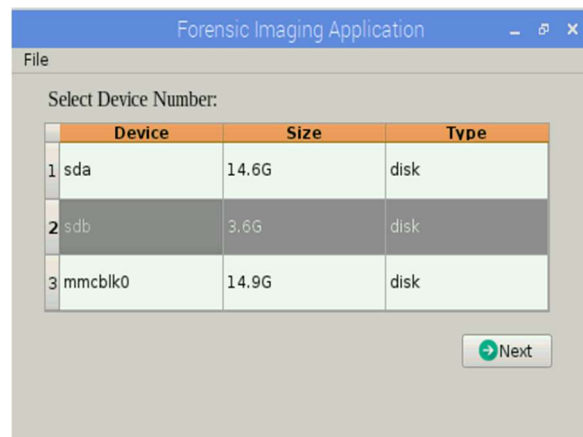 Forensic Imaging Application
File
Select Device Number:
Device Size Type
1 sda 14.6G disk
2 sdb 3.6G disk
3 mmcblk0 14.9G disk
Next